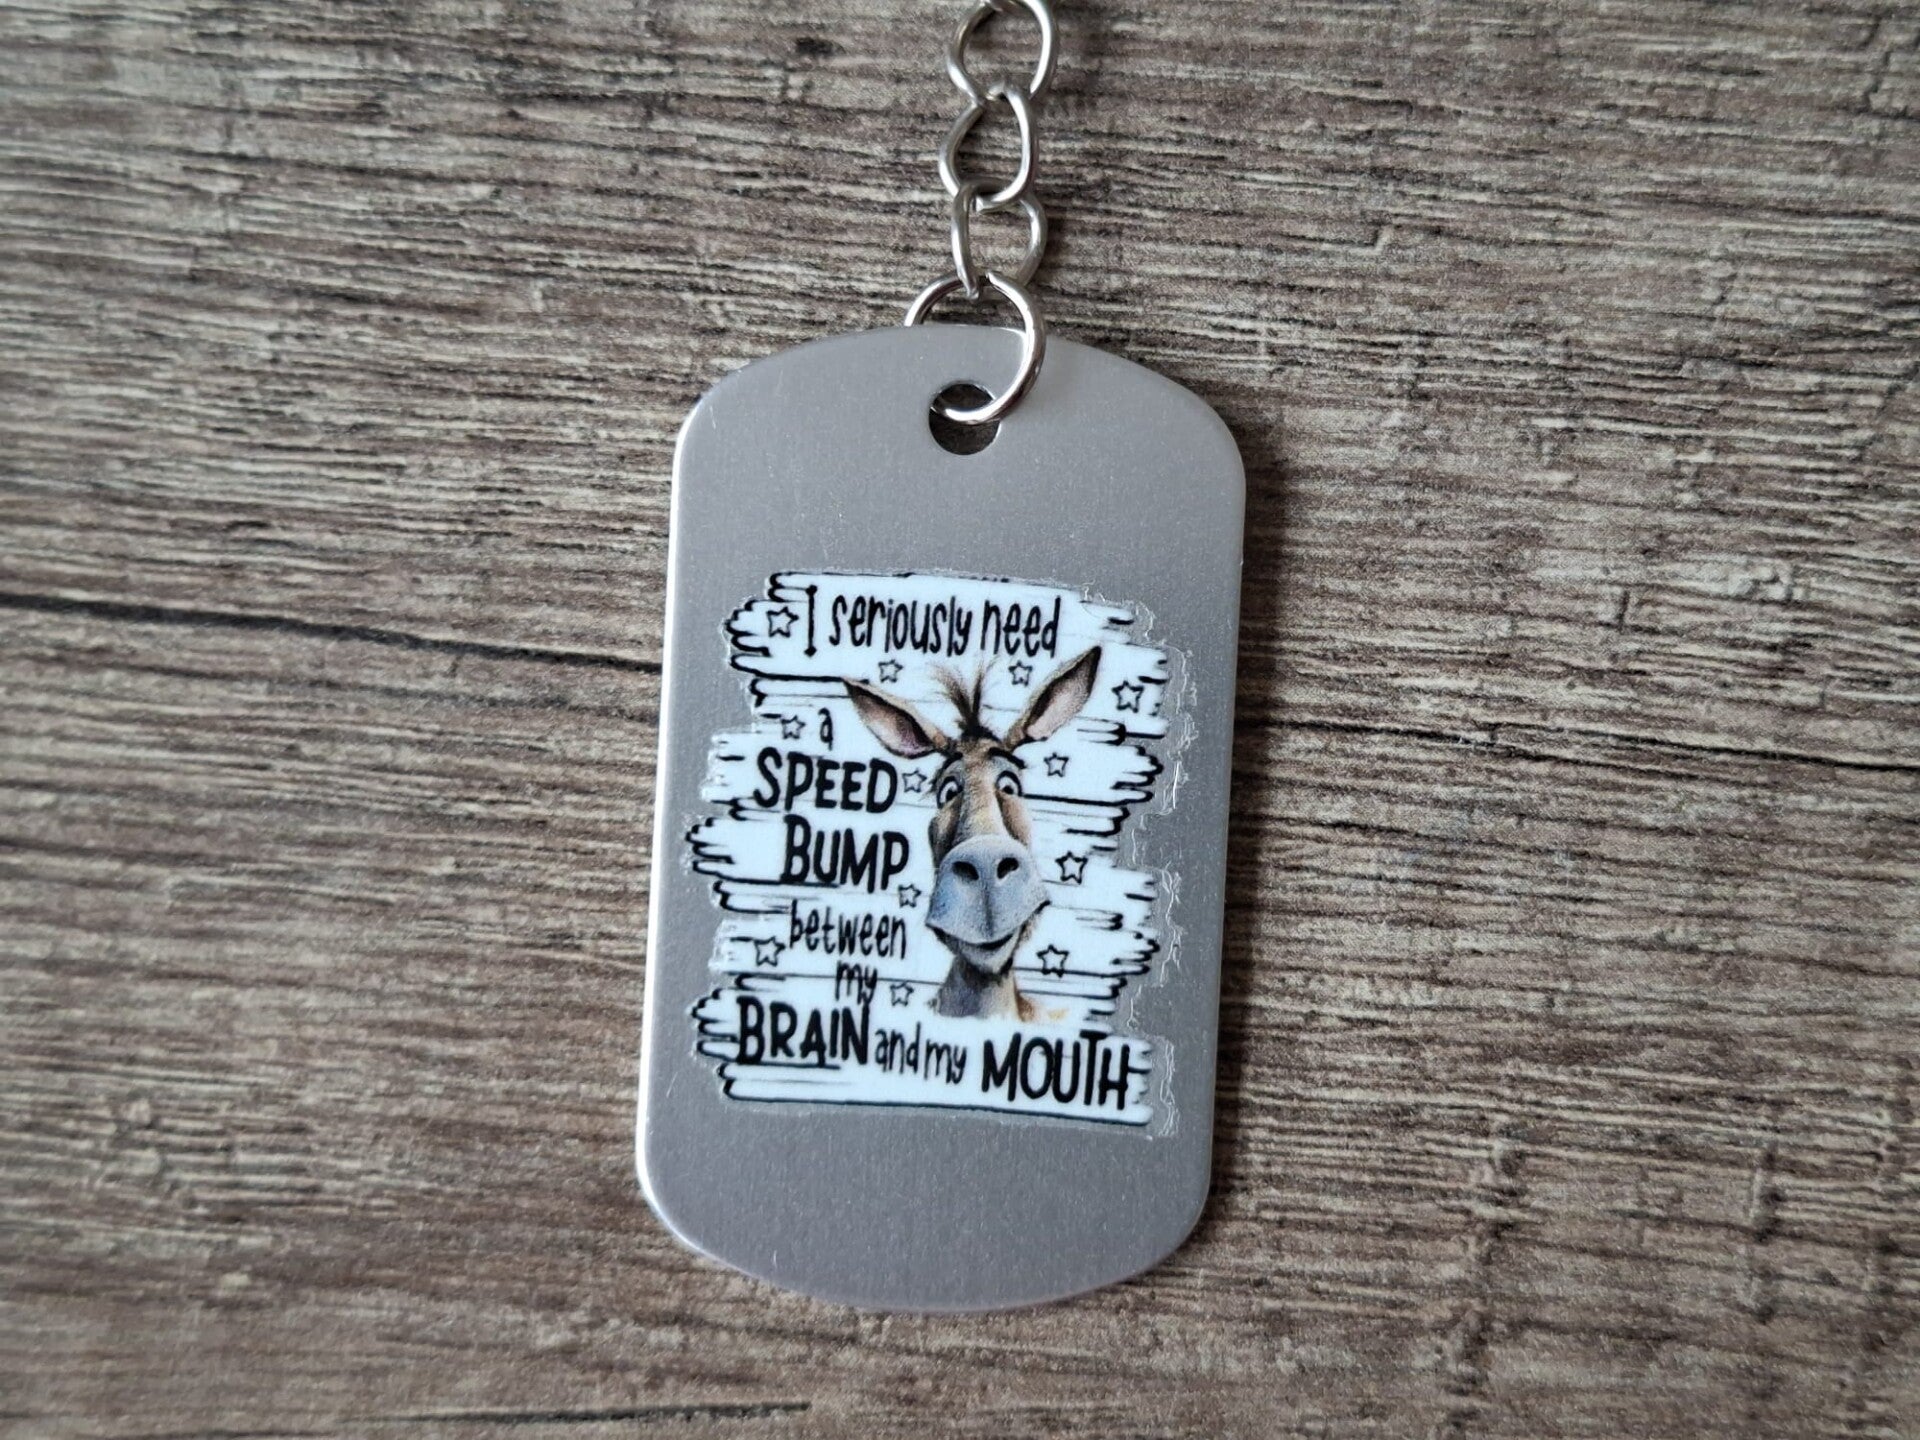 I seriously need
a
SPEED
BUMP
between
my
BRAIN and my MOUTH